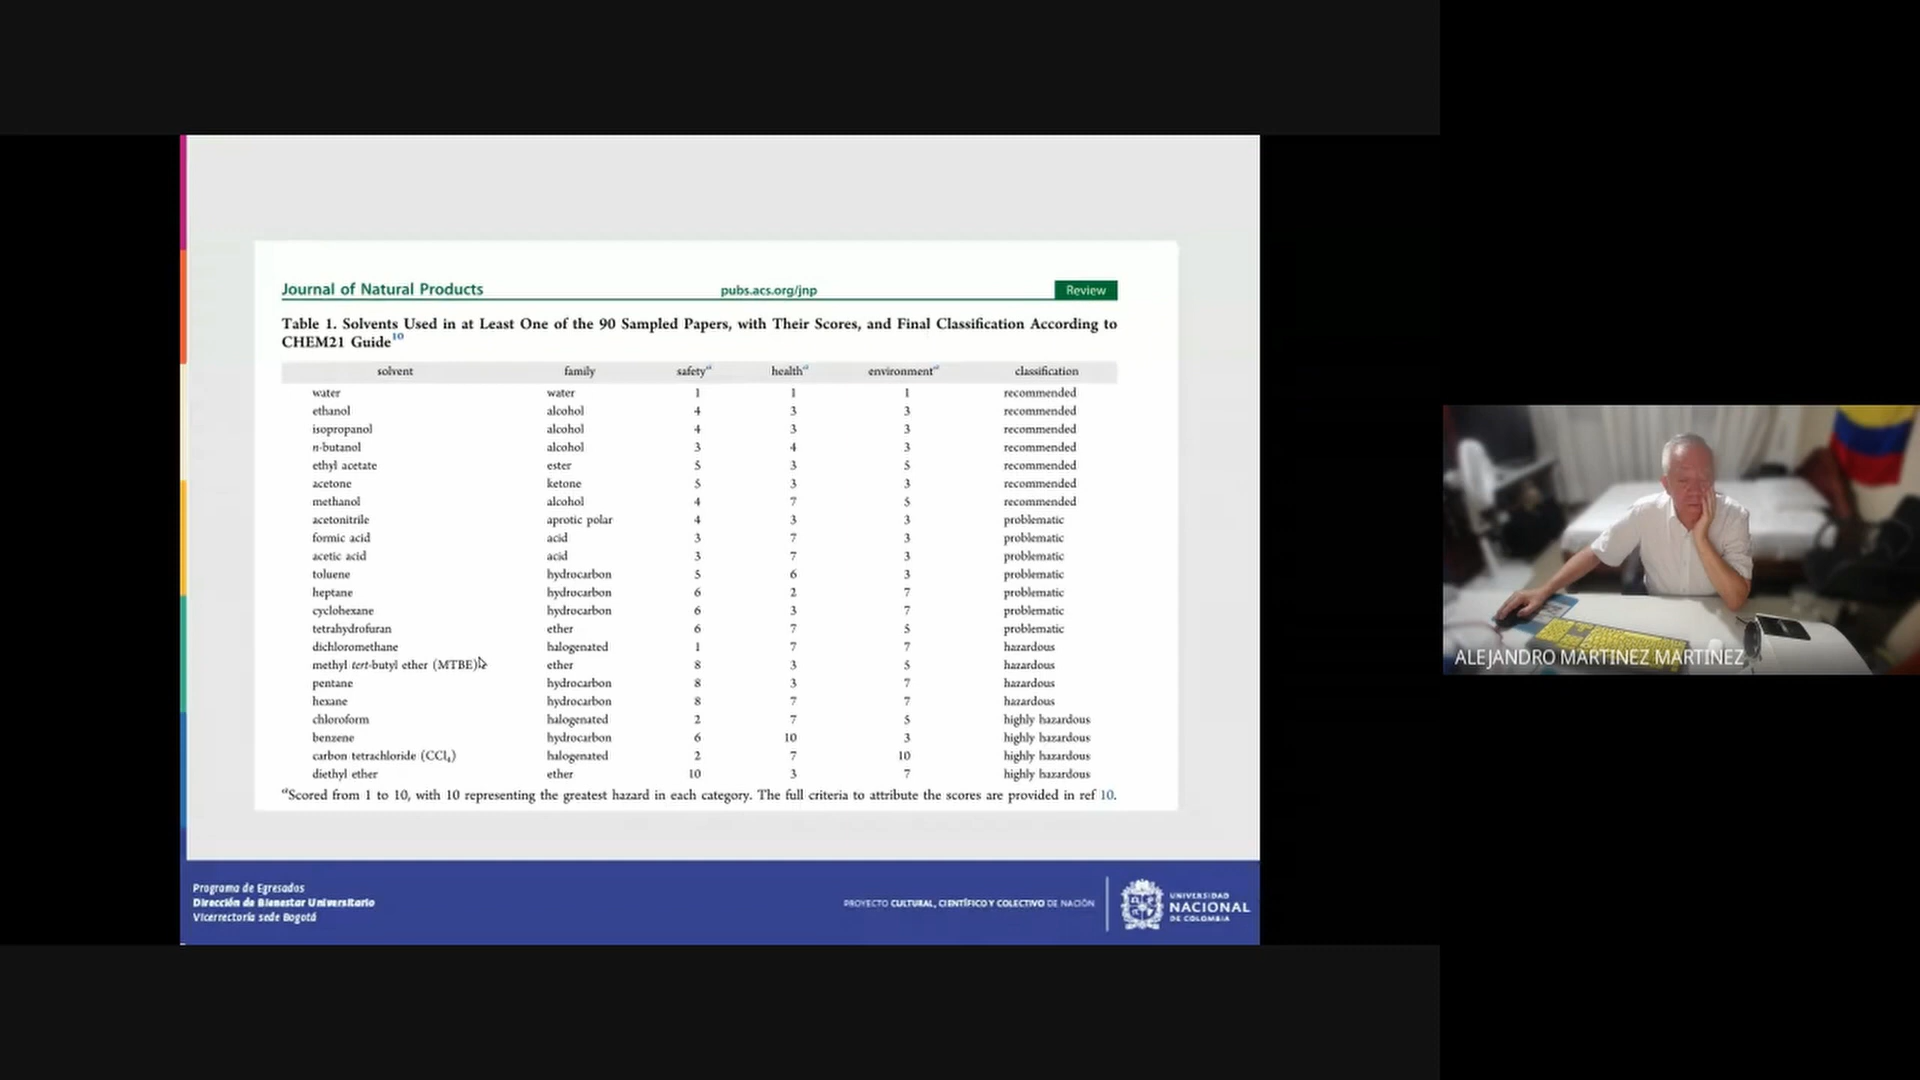 Journal of Natural Products pubs.acs.org/jnp Review
Table 1. Solvents Used in at Least One of the 90 Sampled Papers, with Their Scores, and Final Classification According to
CHEM21 Guide10
solvent family safetya health environment classification
water water 1 1 1 recommended
ethanol alcohol 4 3 3 recommended
isopropanol alcohol 4 3 3 recommended
n-butanol alcohol 3 4 3 recommended
ethyl acetate ester 5 3 5 recommended
acetone ketone 5 3 3 recommended
methanol alcohol 4 7 5 recommended
acetonitrile aprotic polar 4 3 3 problematic
formic acid acid 3 7 3 problematic
acetic acid acid 3 7 3 problematic
toluene hydrocarbon 5 6 3 problematic
heptane hydrocarbon 6 2 7 problematic
cyclohexane hydrocarbon 6 3 7 problematic
tetrahydrofuran ether 6 7 5 problematic
dichloromethane halogenated 1 7 7 hazardous
methyl tert-butyl ether (MTBE) ether 8 3 5 hazardous
pentane hydrocarbon 8 3 7 hazardous
hexane hydrocarbon 8 7 7 hazardous
chloroform halogenated 2 7 5 highly hazardous
benzene hydrocarbon 6 10 3 highly hazardous
carbon tetrachloride (CCl4) halogenated 2 7 10 highly hazardous
diethyl ether ether 10 3 7 highly hazardous
aScored from 1 to 10, with 10 representing the greatest hazard in each category. The full criteria to attribute the scores are provided in ref 10.
Programa de Egresados
Dirección de Bienestar Universitario
Vicerrectoría sede Bogotá
PROYECTO CULTURAL, CIENTÍFICO Y COLECTIVO DE NACIÓN
UNIVERSIDAD
NACIONAL
DE COLOMBIA
ALEJANDRO MARTINEZ MARTINEZ